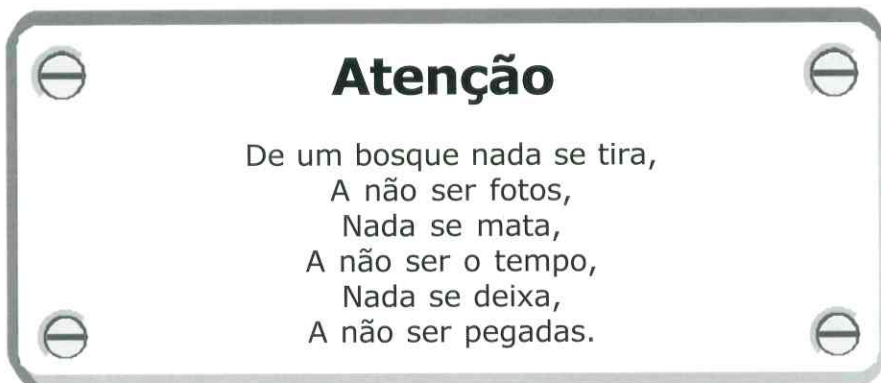 Atenção
De um bosque nada se tira,
A não ser fotos,
Nada se mata,
A não ser o tempo,
Nada se deixa,
A não ser pegadas.